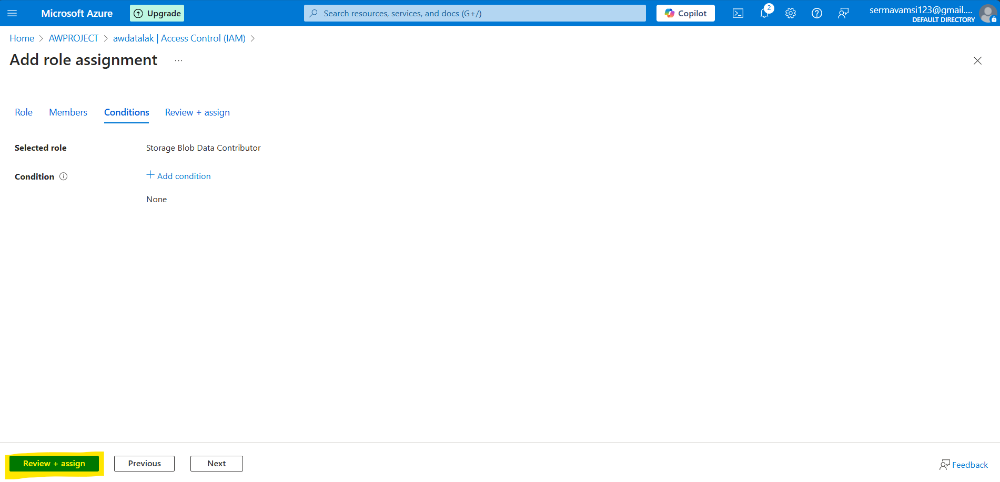 Microsoft Azure
Upgrade
Search resources, services, and docs (G+/)
Copilot
2
sermavamsi123@gmail....
DEFAULT DIRECTORY
Home > AWPROJECT > awdatalak | Access Control (IAM) >
Add role assignment ...
Role Members Conditions Review + assign
Selected role Storage Blob Data Contributor
Condition + Add condition
None
Review + assign Previous Next
Feedback